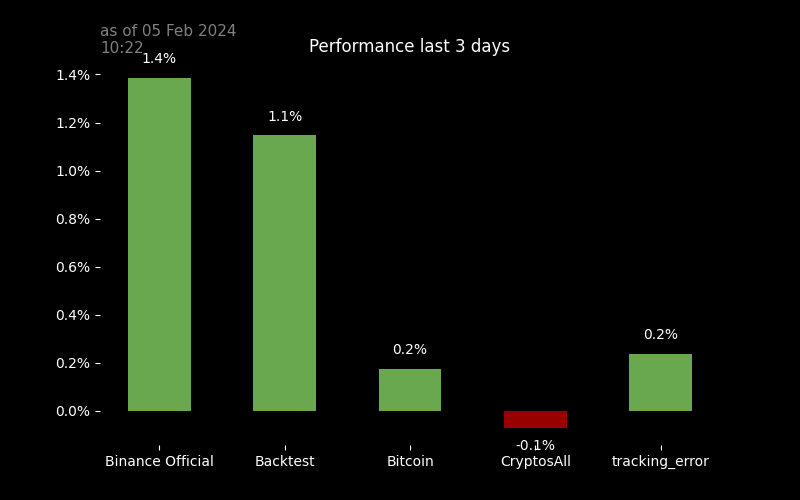 as of 05 Feb 2024
10:22
Performance last 3 days
1.4%
1.4%
1.2%
1.1%
1.0%
0.8%
0.6%
0.4%
0.2%
0.2%
0.2%
0.0%
-0.1%
Binance Official
Backtest
Bitcoin
CryptosAll
tracking_error